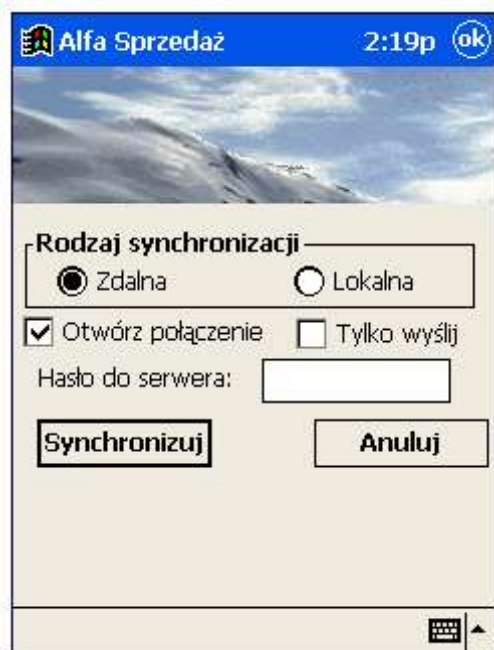 Alfa Sprzedaż 2:19p ok
Rodzaj synchronizacji
Zdalna Lokalna
Otwórz połączenie Tylko wyślij
Hasło do serwera:
Synchronizuj Anuluj